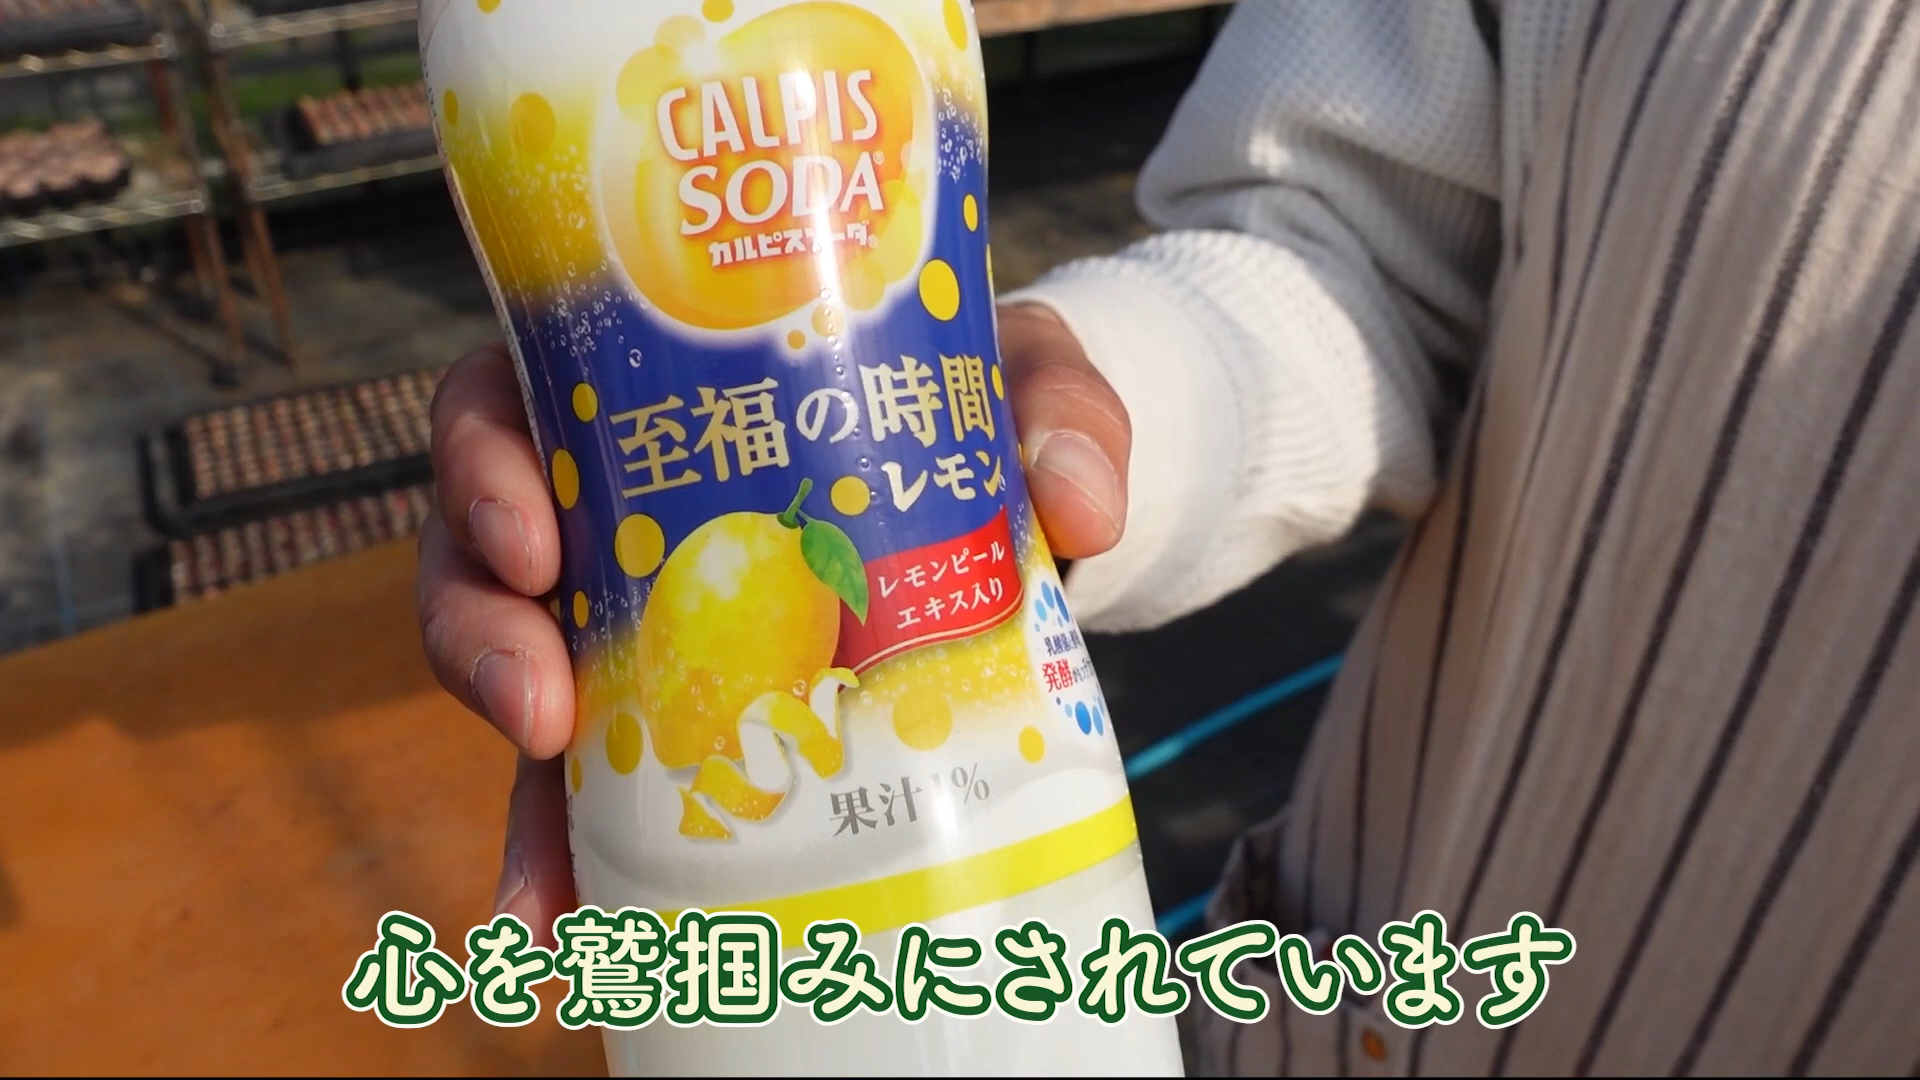 CALPIS
SODA®
カルピスソーダ®
至福の時間
レモン
レモンピール
エキス入り
発酵
果汁1%
心を鷲掴みにされています